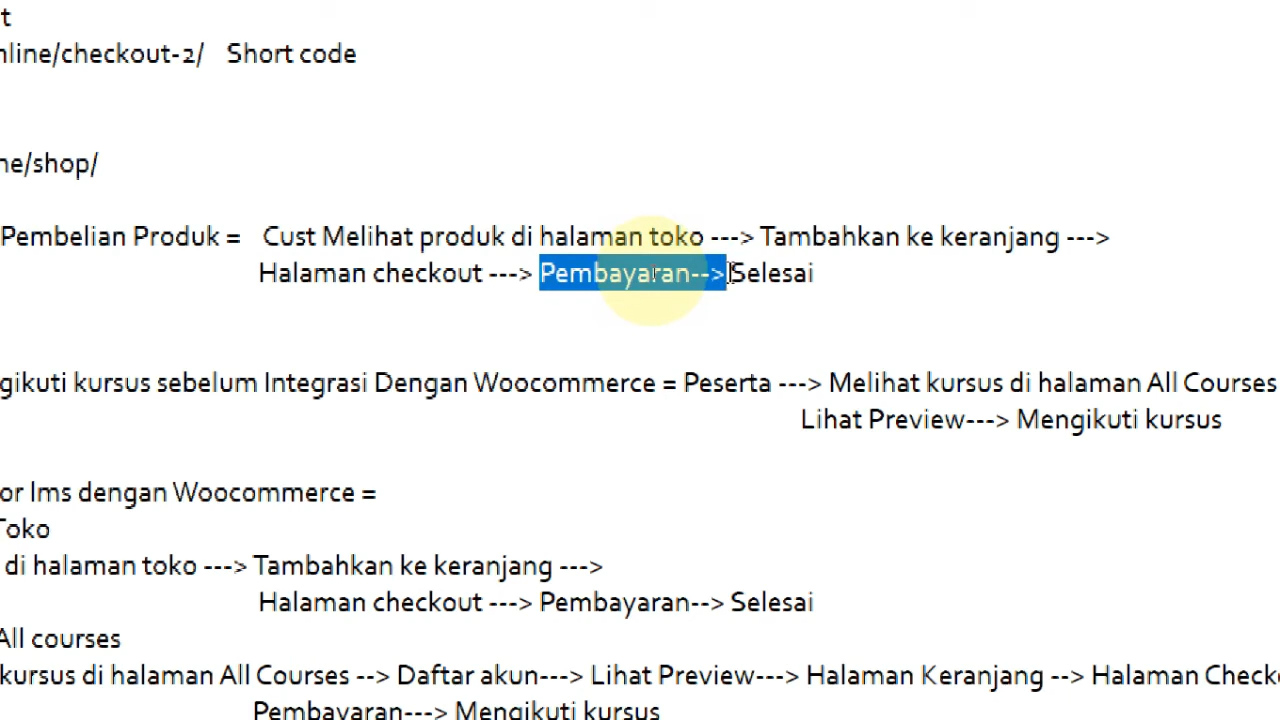 t
nline/checkout-2/ Short code
ne/shop/
Pembelian Produk = Cust Melihat produk di halaman toko ---> Tambahkan ke keranjang --->
Halaman checkout ---> Pembayaran--> Selesai
gikuti kursus sebelum Integrasi Dengan Woocommerce = Peserta ---> Melihat kursus di halaman All Courses
Lihat Preview---> Mengikuti kursus
or lms dengan Woocommerce =
Toko
di halaman toko ---> Tambahkan ke keranjang --->
Halaman checkout ---> Pembayaran--> Selesai
All courses
kursus di halaman All Courses --> Daftar akun---> Lihat Preview---> Halaman Keranjang --> Halaman Checko
Pembayaran---> Mengikuti kursus